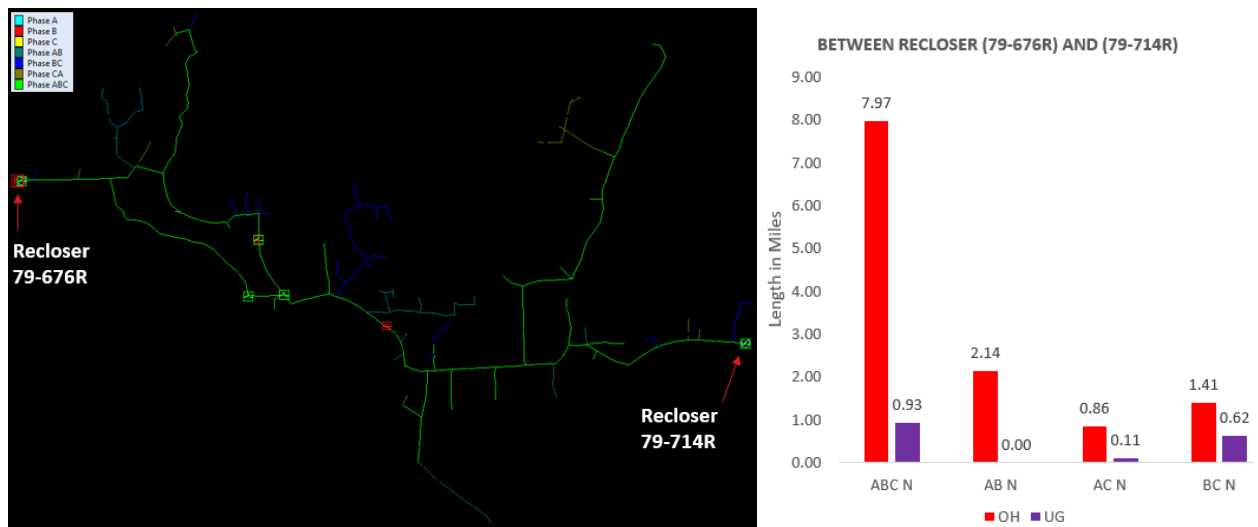 Phase A
Phase B
Phase C
Phase AB
Phase BC
Phase CA
Phase ABC
Recloser
79-676R
Recloser
79-714R
BETWEEN RECLOSER (79-676R) AND (79-714R)
Length in Miles
9.00
8.00
7.00
6.00
5.00
4.00
3.00
2.00
1.00
0.00
7.97
0.93
2.14
0.00
0.86
0.11
1.41
0.62
ABC N
AB N
AC N
BC N
OH
UG